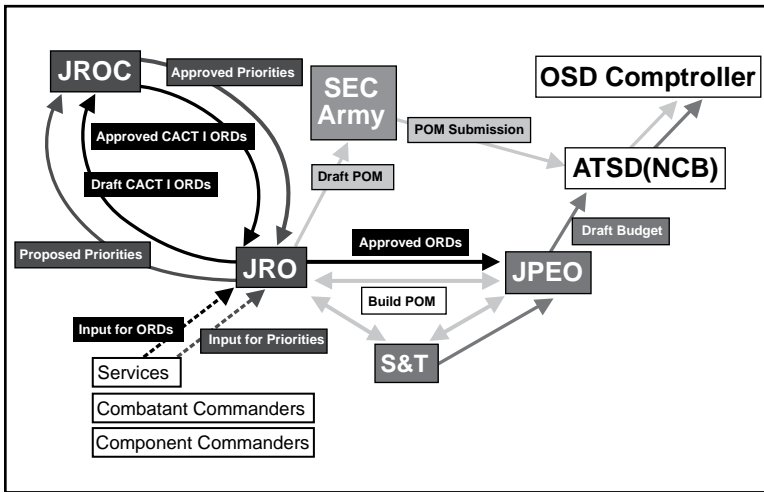 JROC
Approved Priorities
SEC
Army
OSD Comptroller
Approved CACT I ORDs
POM Submission
Draft CACT I ORDs
Draft POM
ATSD(NCB)
Proposed Priorities
Approved ORDs
Draft Budget
JRO
JPEO
Build POM
Input for ORDs
Input for Priorities
Services
S&T
Combatant Commanders
Component Commanders